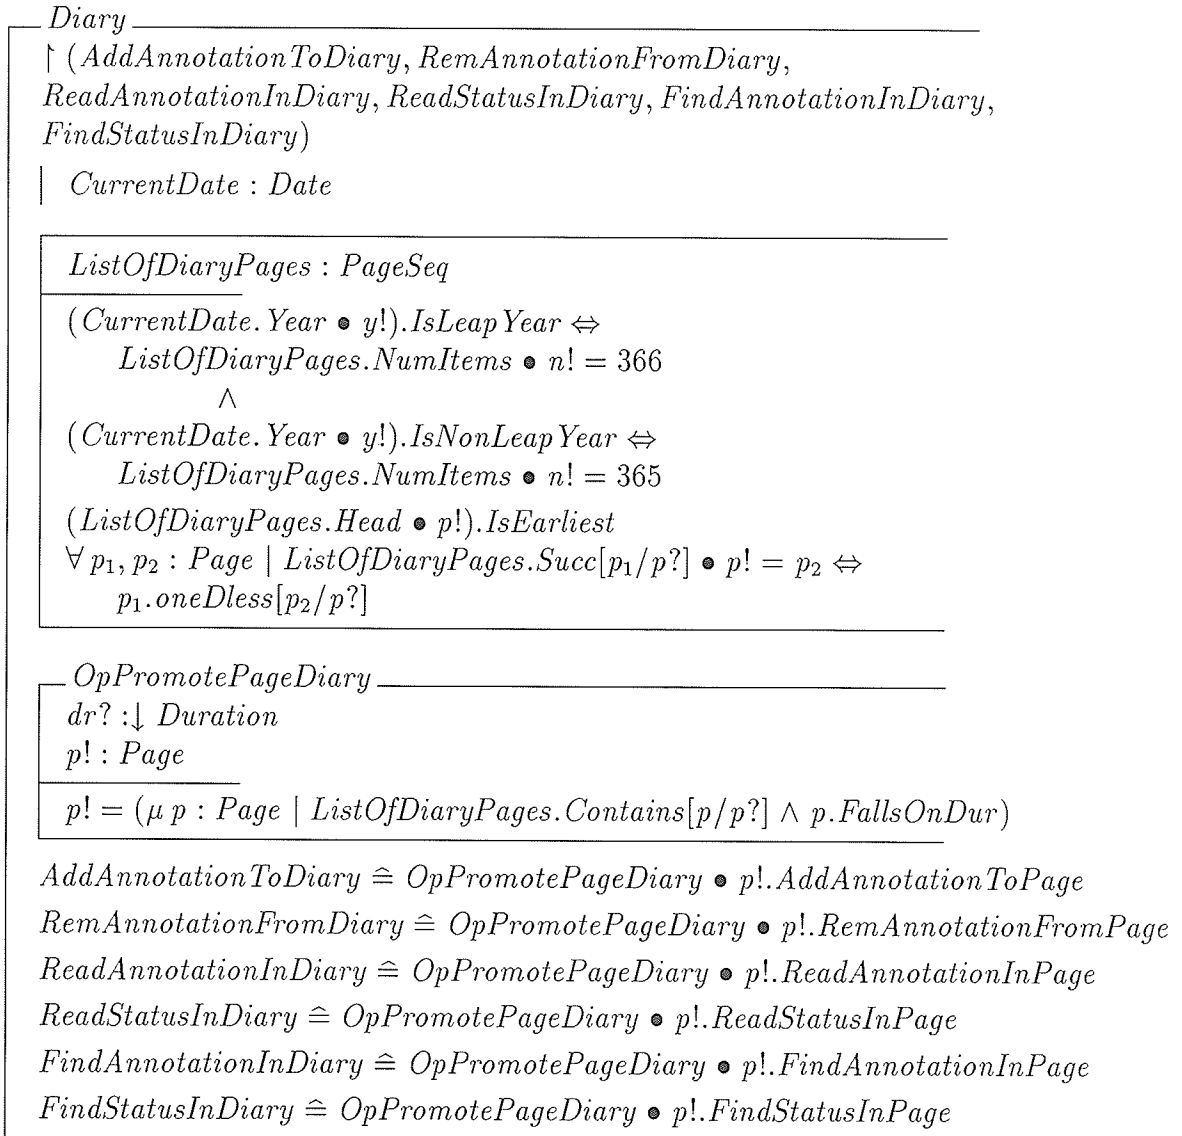 Diary
↾ (AddAnnotationToDiary, RemAnnotationFromDiary,
ReadAnnotationInDiary, ReadStatusInDiary, FindAnnotationInDiary,
FindStatusInDiary)
CurrentDate : Date
ListOfDiaryPages : PageSeq
(CurrentDate.Year • y!).IsLeapYear ⇔
ListOfDiaryPages.NumItems • n! = 366
∧
(CurrentDate.Year • y!).IsNonLeapYear ⇔
ListOfDiaryPages.NumItems • n! = 365
(ListOfDiaryPages.Head • p!).IsEarliest
∀ p₁, p₂ : Page | ListOfDiaryPages.Succ[p₁/p?] • p! = p₂ ⇔
p₁.oneDless[p₂/p?]
OpPromotePageDiary
dr? :↓ Duration
p! : Page
p! = (μ p : Page | ListOfDiaryPages.Contains[p/p?] ∧ p.FallsOnDur)
AddAnnotationToDiary ≙ OpPromotePageDiary • p!.AddAnnotationToPage
RemAnnotationFromDiary ≙ OpPromotePageDiary • p!.RemAnnotationFromPage
ReadAnnotationInDiary ≙ OpPromotePageDiary • p!.ReadAnnotationInPage
ReadStatusInDiary ≙ OpPromotePageDiary • p!.ReadStatusInPage
FindAnnotationInDiary ≙ OpPromotePageDiary • p!.FindAnnotationInPage
FindStatusInDiary ≙ OpPromotePageDiary • p!.FindStatusInPage